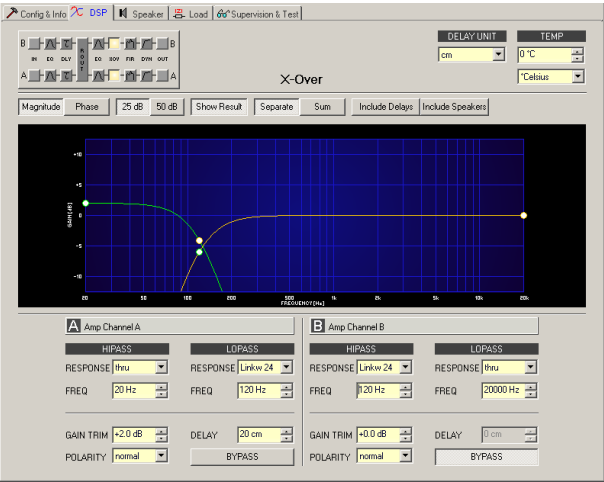 Config & Info DSP Speaker Load Supervision & Test
DELAY UNIT TEMP
B B
cm 0 °C
IN EQ DLY ROUT EQ XOV FIR DYN OUT
A A
X-Over
°Celsius
Magnitude Phase 25 dB 50 dB Show Result Separate Sum Include Delays Include Speakers
+10
+5
0
-5
-10
GAIN[dB]
20 50 100 200 500 1k 2k 5k 10k 20k
FREQUENCY[Hz]
A Amp Channel A B Amp Channel B
HIPASS LOPASS HIPASS LOPASS
RESPONSE thru RESPONSE Linkw 24 RESPONSE Linkw 24 RESPONSE thru
FREQ 20 Hz FREQ 120 Hz FREQ 120 Hz FREQ 20000 Hz
GAIN TRIM +2.0 dB DELAY 20 cm GAIN TRIM +0.0 dB DELAY 0 cm
POLARITY normal BYPASS POLARITY normal BYPASS